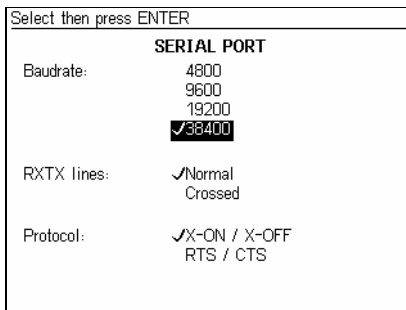 Select then press ENTER
SERIAL PORT
Baudrate: 4800
9600
19200
✓38400
RXTX lines: ✓Normal
Crossed
Protocol: ✓X-ON / X-OFF
RTS / CTS